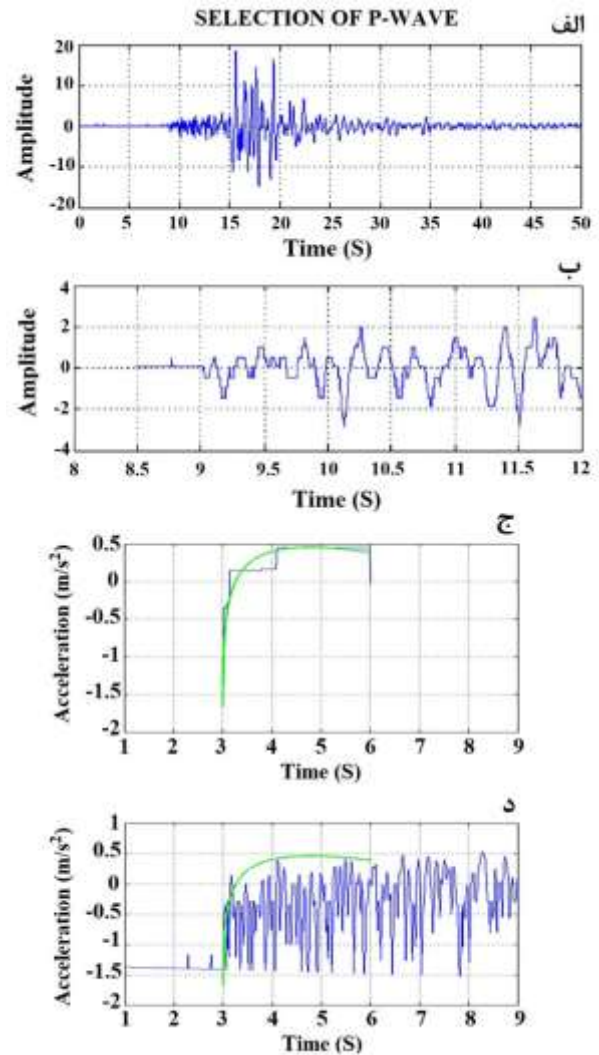 SELECTION OF P-WAVE
الف
Amplitude
20
10
0
-10
-20
0 5 10 15 20 25 30 35 40 45 50
Time (S)
ب
Amplitude
4
2
0
-2
-4
8 8.5 9 9.5 10 10.5 11 11.5 12
Time (S)
ج
Acceleration (m/s²)
0.5
0
-0.5
-1
-1.5
-2
1 2 3 4 5 6 7 8 9
Time (S)
د
Acceleration (m/s²)
1
0.5
0
-0.5
-1
-1.5
-2
1 2 3 4 5 6 7 8 9
Time (S)